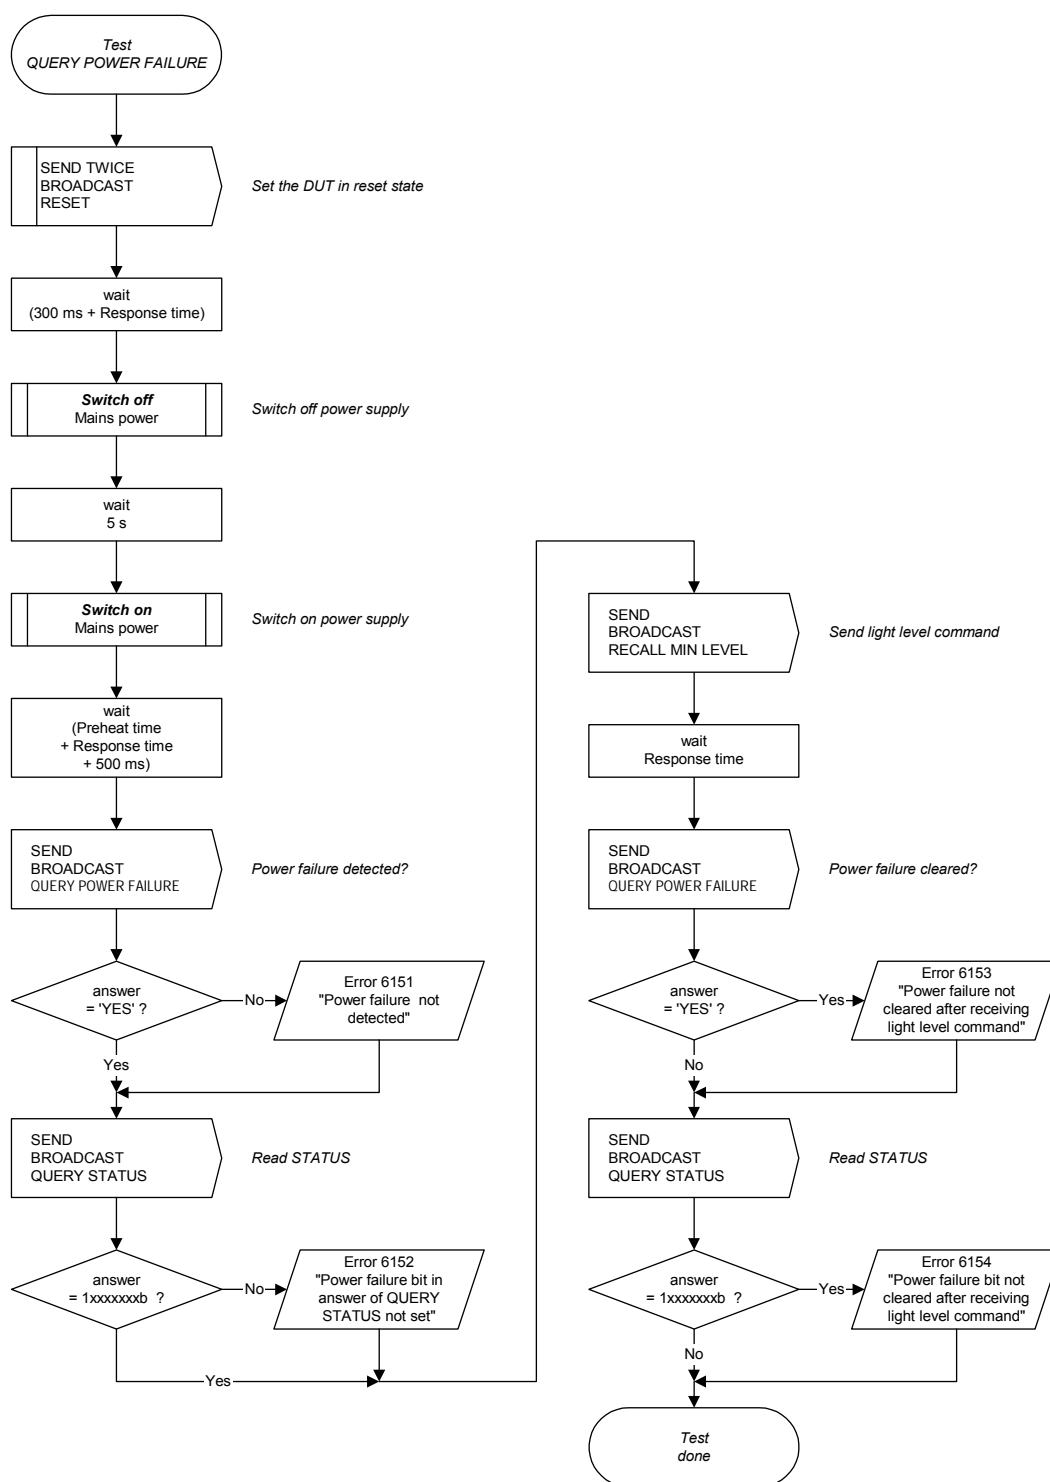 Test
QUERY POWER FAILURE
SEND TWICE
BROADCAST
RESET
Set the DUT in reset state
wait
(300 ms + Response time)
Switch off
Mains power
Switch off power supply
wait
5 s
Switch on
Mains power
Switch on power supply
wait
(Preheat time
+ Response time
+ 500 ms)
SEND
BROADCAST
QUERY POWER FAILURE
Power failure detected?
answer
= 'YES' ?
No
Error 6151
"Power failure  not
detected"
Yes
SEND
BROADCAST
QUERY STATUS
Read STATUS
answer
= 1xxxxxxxb  ?
No
Error 6152
"Power failure bit in
answer of QUERY
STATUS not set"
Yes
SEND
BROADCAST
RECALL MIN LEVEL
Send light level command
wait
Response time
SEND
BROADCAST
QUERY POWER FAILURE
Power failure cleared?
answer
= 'YES' ?
Yes
Error 6153
"Power failure not
cleared after receiving
light level command"
No
SEND
BROADCAST
QUERY STATUS
Read STATUS
answer
= 1xxxxxxxb  ?
Yes
Error 6154
"Power failure bit not
cleared after receiving
light level command"
No
Test
done